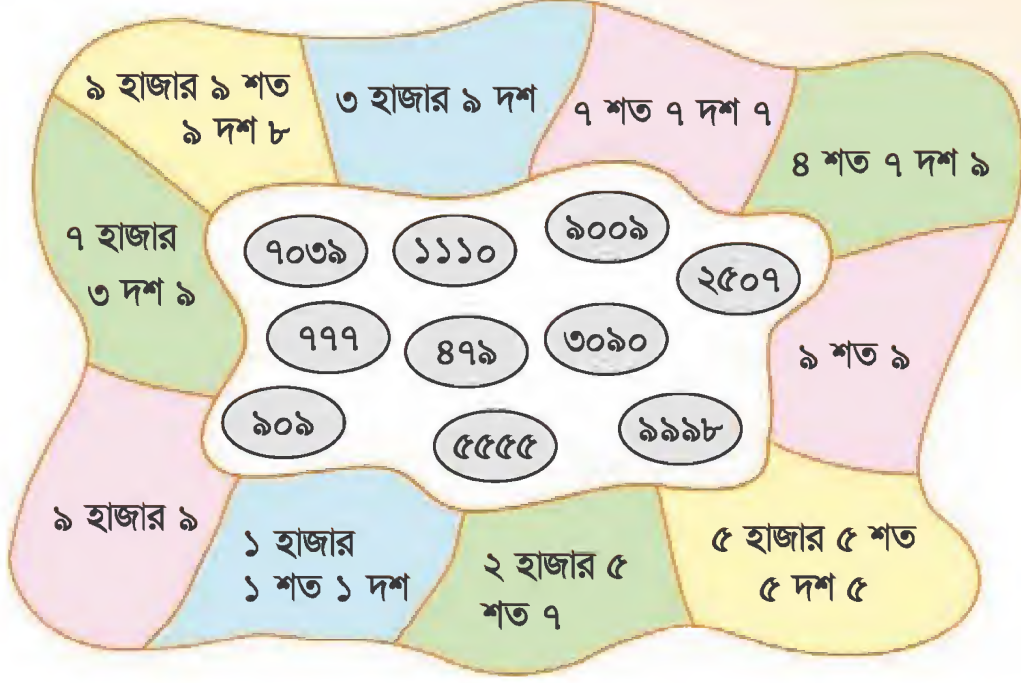 ৯ হাজার ৯ শত
৯ দশ ৮
৩ হাজার ৯ দশ
৭ শত ৭ দশ ৭
৪ শত ৭ দশ ৯
৭ হাজার
৩ দশ ৯
৭০৩৯
১১১০
৯০০৯
২৫০৭
৭৭৭
৪৭৯
৩০৯০
৯ শত ৯
৯০৯
৫৫৫৫
৯৯৯৮
৯ হাজার ৯
১ হাজার
১ শত ১ দশ
২ হাজার ৫
শত ৭
৫ হাজার ৫ শত
৫ দশ ৫